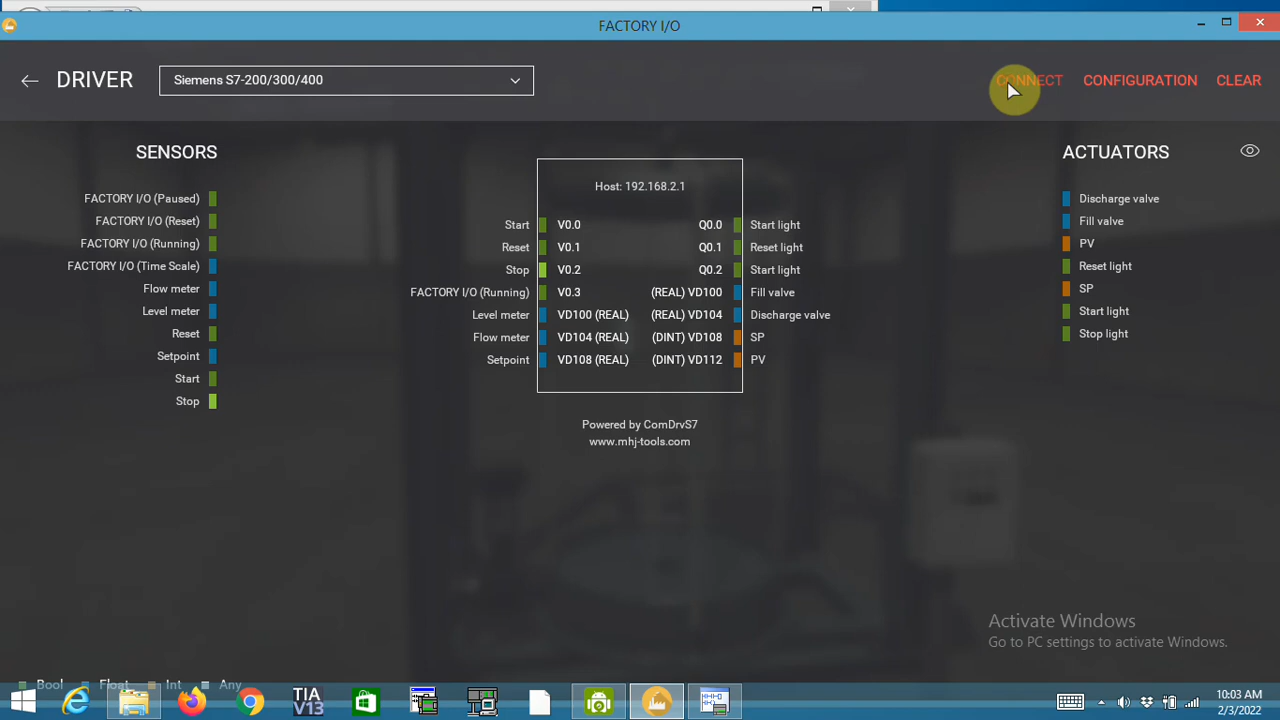 FACTORY I/O
DRIVER
Siemens S7-200/300/400
CONNECT
CONFIGURATION
CLEAR
SENSORS
FACTORY I/O (Paused)
FACTORY I/O (Reset)
FACTORY I/O (Running)
FACTORY I/O (Time Scale)
Flow meter
Level meter
Reset
Setpoint
Start
Stop
Host: 192.168.2.1
Start V0.0 Q0.0 Start light
Reset V0.1 Q0.1 Reset light
Stop V0.2 Q0.2 Start light
FACTORY I/O (Running) V0.3 (REAL) VD100 Fill valve
Level meter VD100 (REAL) (REAL) VD104 Discharge valve
Flow meter VD104 (REAL) (DINT) VD108 SP
Setpoint VD108 (REAL) (DINT) VD112 PV
Powered by ComDrvS7
www.mhj-tools.com
ACTUATORS
Discharge valve
Fill valve
PV
Reset light
SP
Start light
Stop light
Activate Windows
Go to PC settings to activate Windows.
Bool Float Int Any
TIA
V13
10:03 AM
2/3/2022